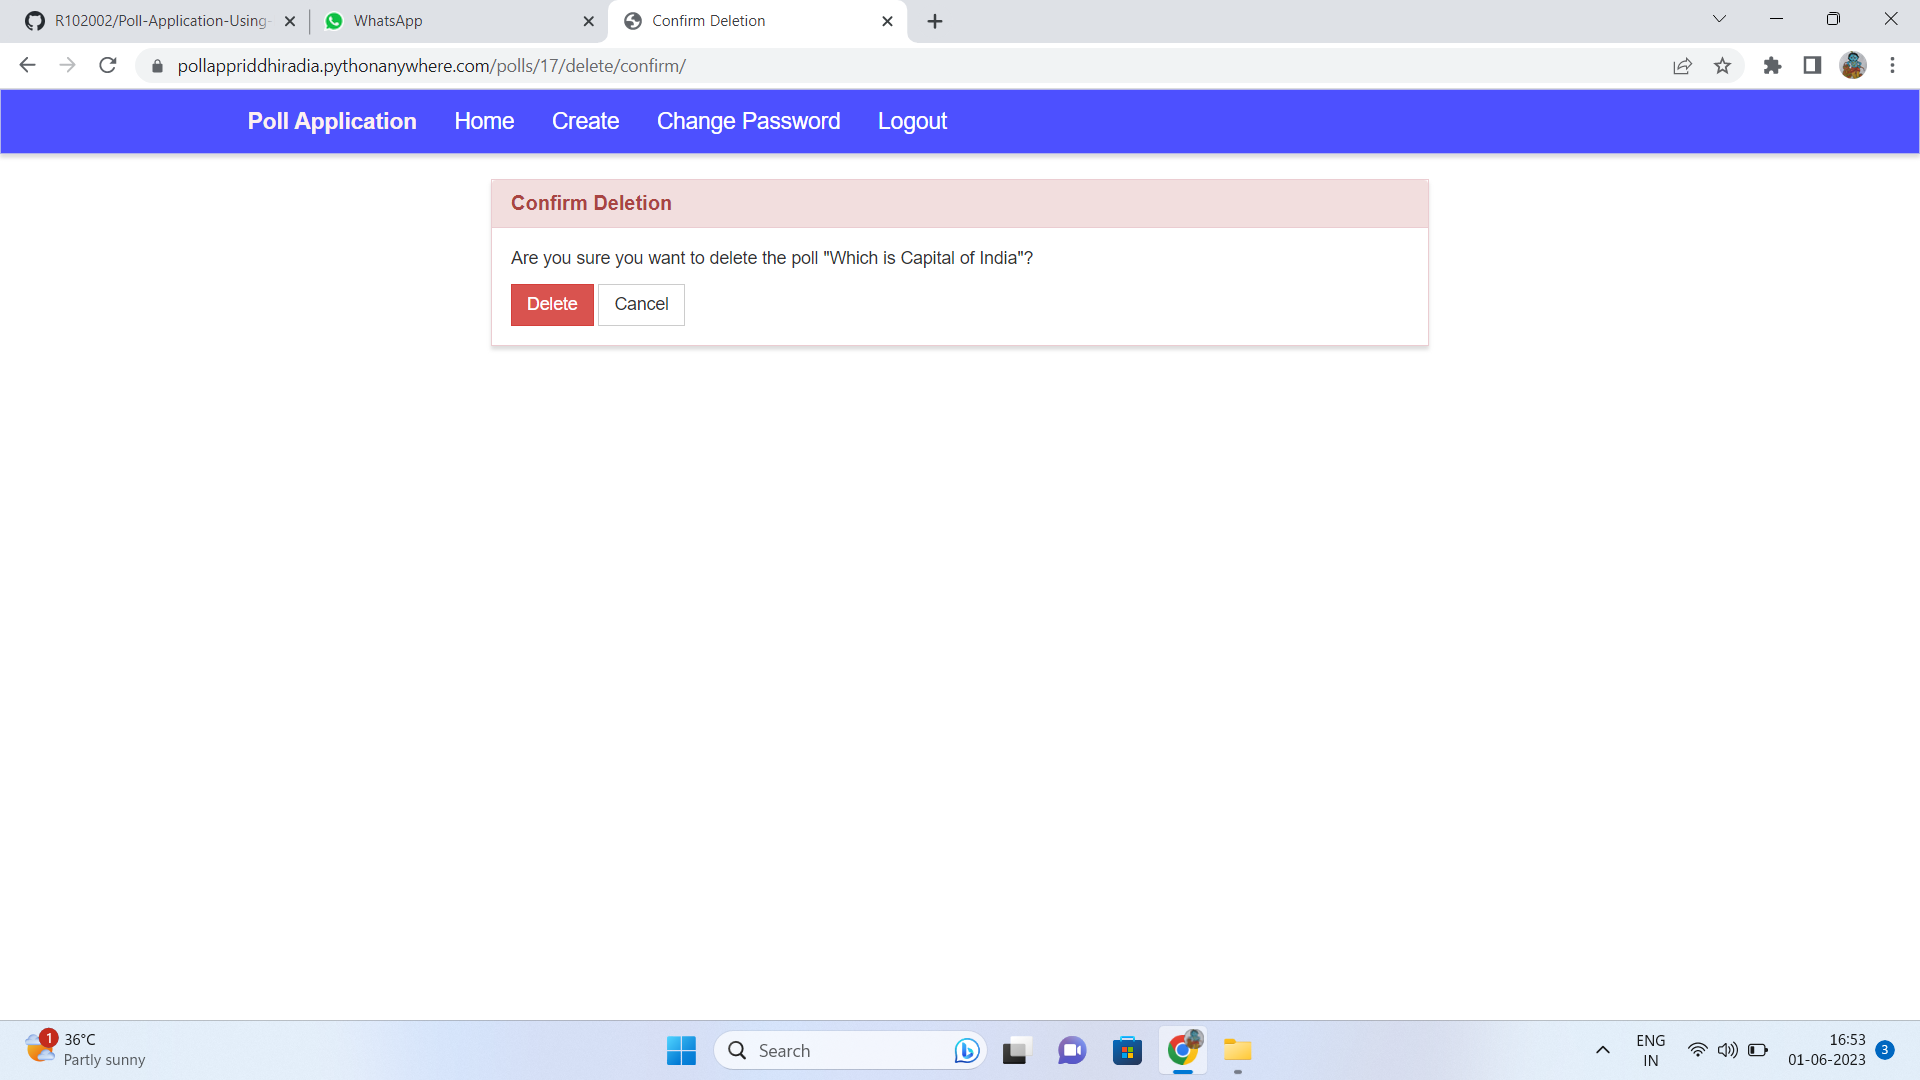 R102002/Poll-Application-Using-
WhatsApp
Confirm Deletion
pollappriddhiradia.pythonanywhere.com/polls/17/delete/confirm/
Poll Application Home Create Change Password Logout
Confirm Deletion
Are you sure you want to delete the poll "Which is Capital of India"?
Delete Cancel
1
36°C
Partly sunny
Search
ENG
IN
16:53
01-06-2023
3